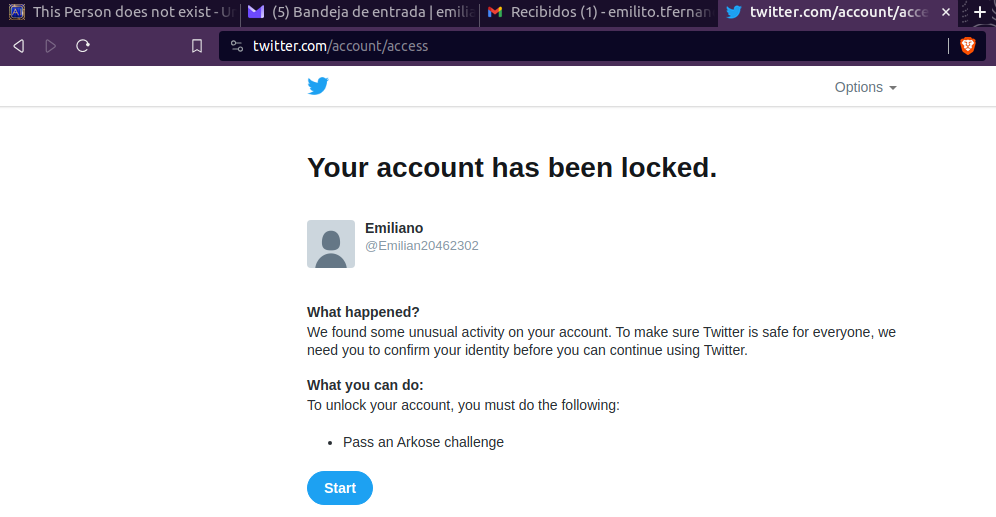 This Person does not exist - Ur
(5) Bandeja de entrada | emilia
Recibidos (1) - emilito.tfernan
twitter.com/account/acce
twitter.com/account/access
Options
Your account has been locked.
Emiliano
@Emilian20462302
What happened?
We found some unusual activity on your account. To make sure Twitter is safe for everyone, we
need you to confirm your identity before you can continue using Twitter.
What you can do:
To unlock your account, you must do the following:
• Pass an Arkose challenge
Start